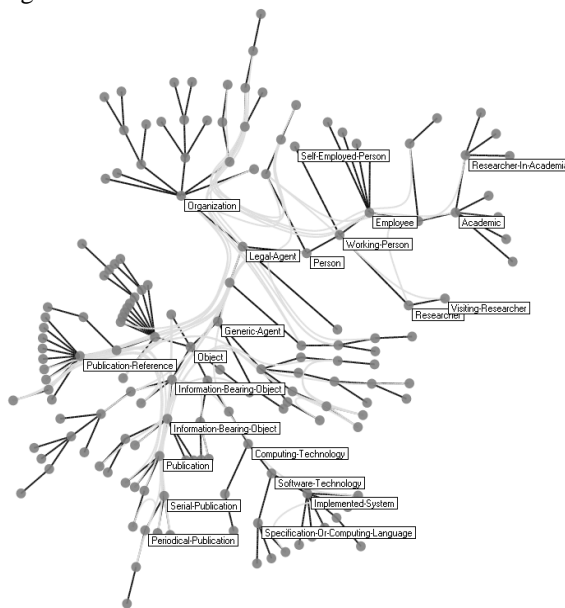 Self-Employed-Person
Researcher-In-Academia
Organization
Employee
Academic
Working-Person
Legal-Agent
Person
Visiting-Researcher
Researcher
Generic-Agent
Object
Publication-Reference
Information-Bearing-Object
Information-Bearing-Object
Computing-Technology
Publication
Software-Technology
Serial-Publication
Implemented-System
Specification-Or-Computing-Language
Periodical-Publication